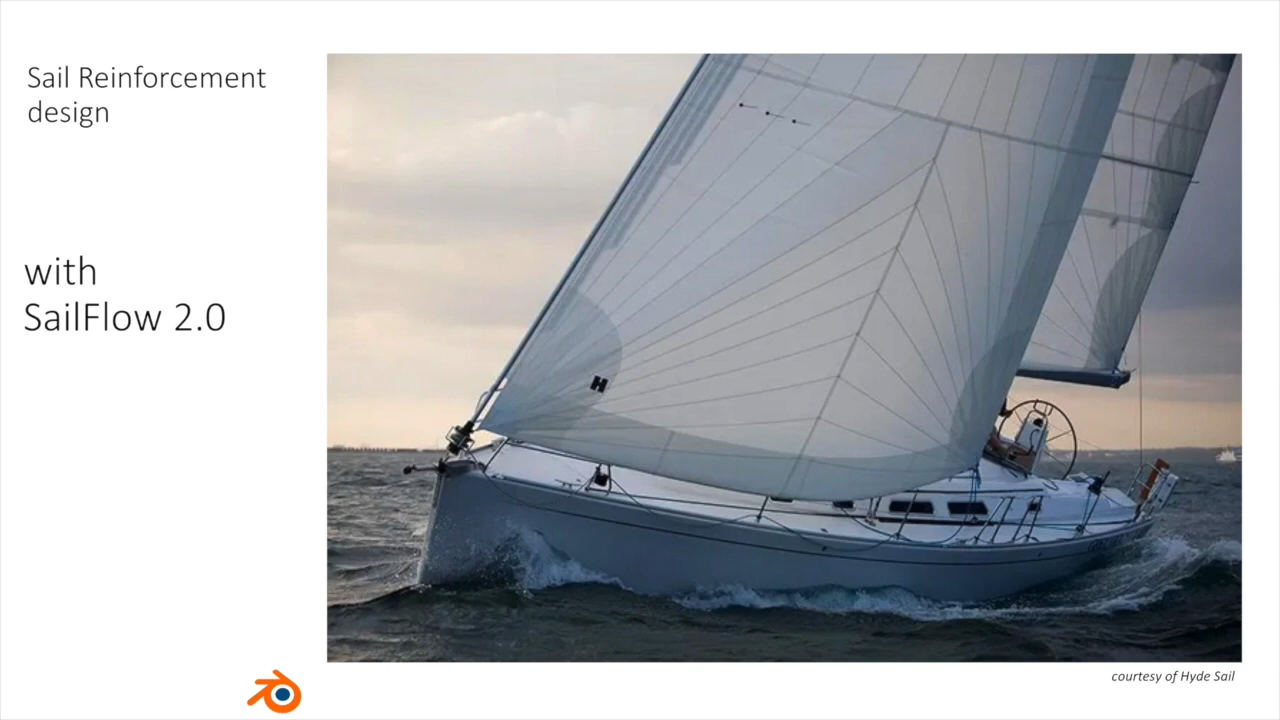 Sail Reinforcement
design
with
SailFlow 2.0
H
courtesy of Hyde Sail